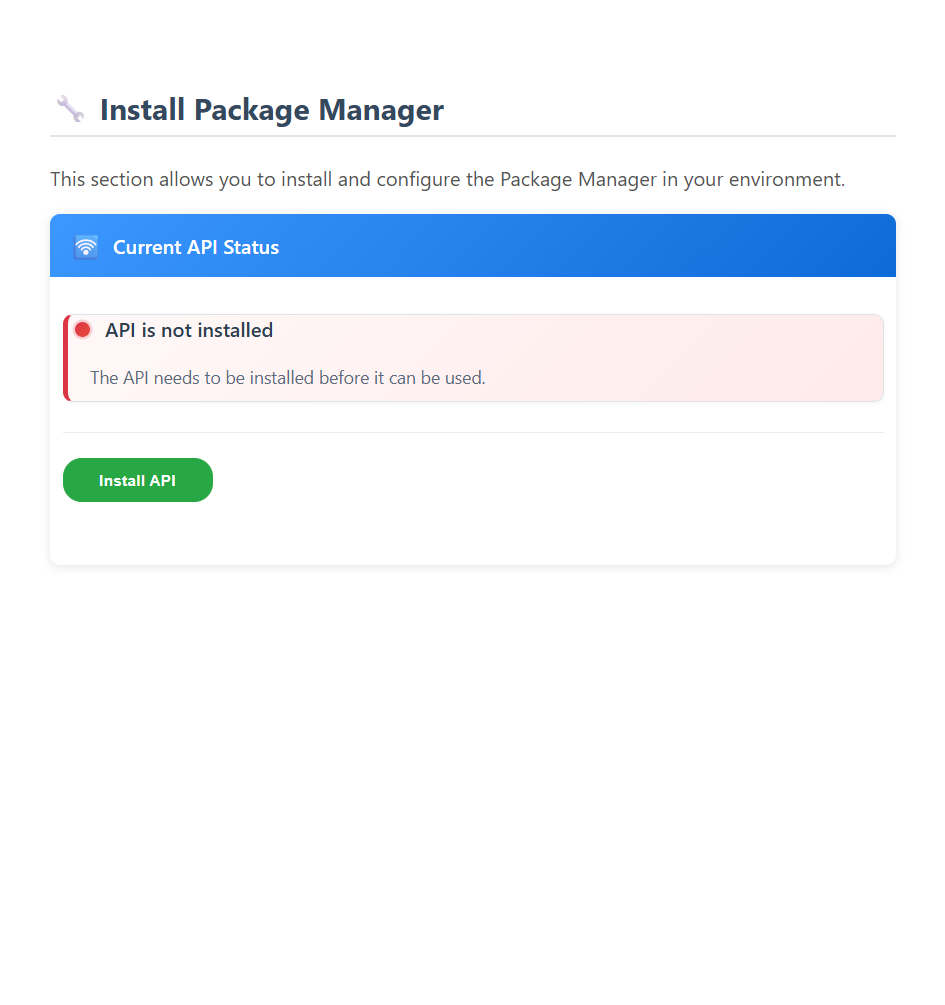 Install Package Manager
This section allows you to install and configure the Package Manager in your environment.
Current API Status
API is not installed
The API needs to be installed before it can be used.
Install API